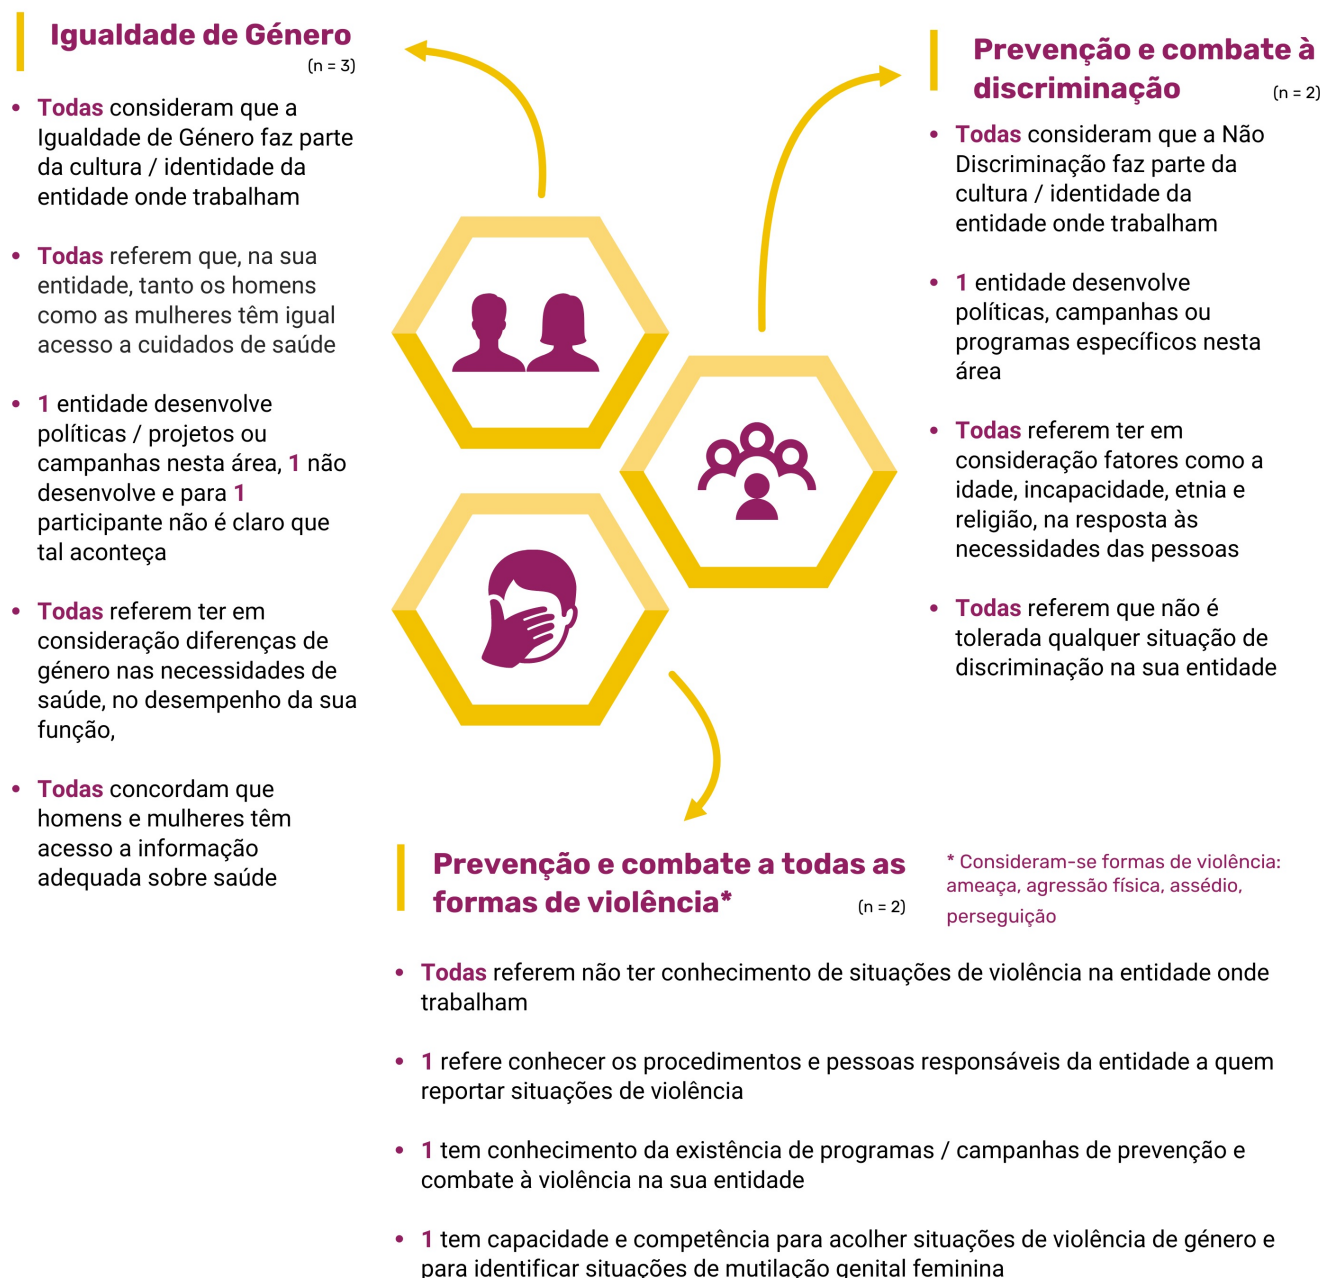 Igualdade de Género
(n = 3)
• Todas consideram que a
Igualdade de Género faz parte
da cultura / identidade da
entidade onde trabalham
• Todas referem que, na sua
entidade, tanto os homens
como as mulheres têm igual
acesso a cuidados de saúde
• 1 entidade desenvolve
políticas / projetos ou
campanhas nesta área, 1 não
desenvolve e para 1
participante não é claro que
tal aconteça
• Todas referem ter em
consideração diferenças de
género nas necessidades de
saúde, no desempenho da sua
função,
• Todas concordam que
homens e mulheres têm
acesso a informação
adequada sobre saúde
Prevenção e combate à
discriminação
(n = 2)
• Todas consideram que a Não
Discriminação faz parte da
cultura / identidade da
entidade onde trabalham
• 1 entidade desenvolve
políticas, campanhas ou
programas específicos nesta
área
• Todas referem ter em
consideração fatores como a
idade, incapacidade, etnia e
religião, na resposta às
necessidades das pessoas
• Todas referem que não é
tolerada qualquer situação de
discriminação na sua entidade
Prevenção e combate a todas as
formas de violência*
(n = 2)
* Consideram-se formas de violência:
ameaça, agressão física, assédio,
perseguição
• Todas referem não ter conhecimento de situações de violência na entidade onde
trabalham
• 1 refere conhecer os procedimentos e pessoas responsáveis da entidade a quem
reportar situações de violência
• 1 tem conhecimento da existência de programas / campanhas de prevenção e
combate à violência na sua entidade
• 1 tem capacidade e competência para acolher situações de violência de género e
para identificar situações de mutilação genital feminina